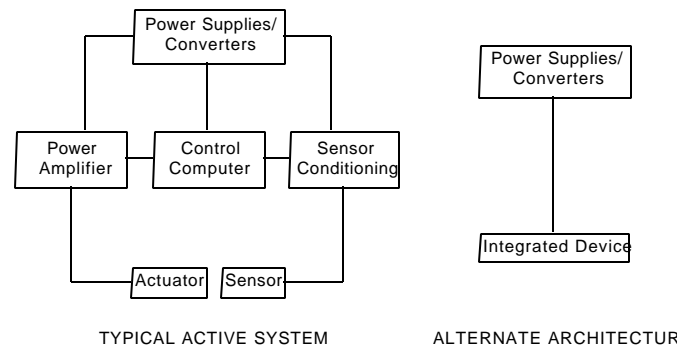 Power Supplies/
Converters
Power
Amplifier
Control
Computer
Sensor
Conditioning
Actuator
Sensor
TYPICAL ACTIVE SYSTEM
Power Supplies/
Converters
Integrated Device
ALTERNATE ARCHITECTUR